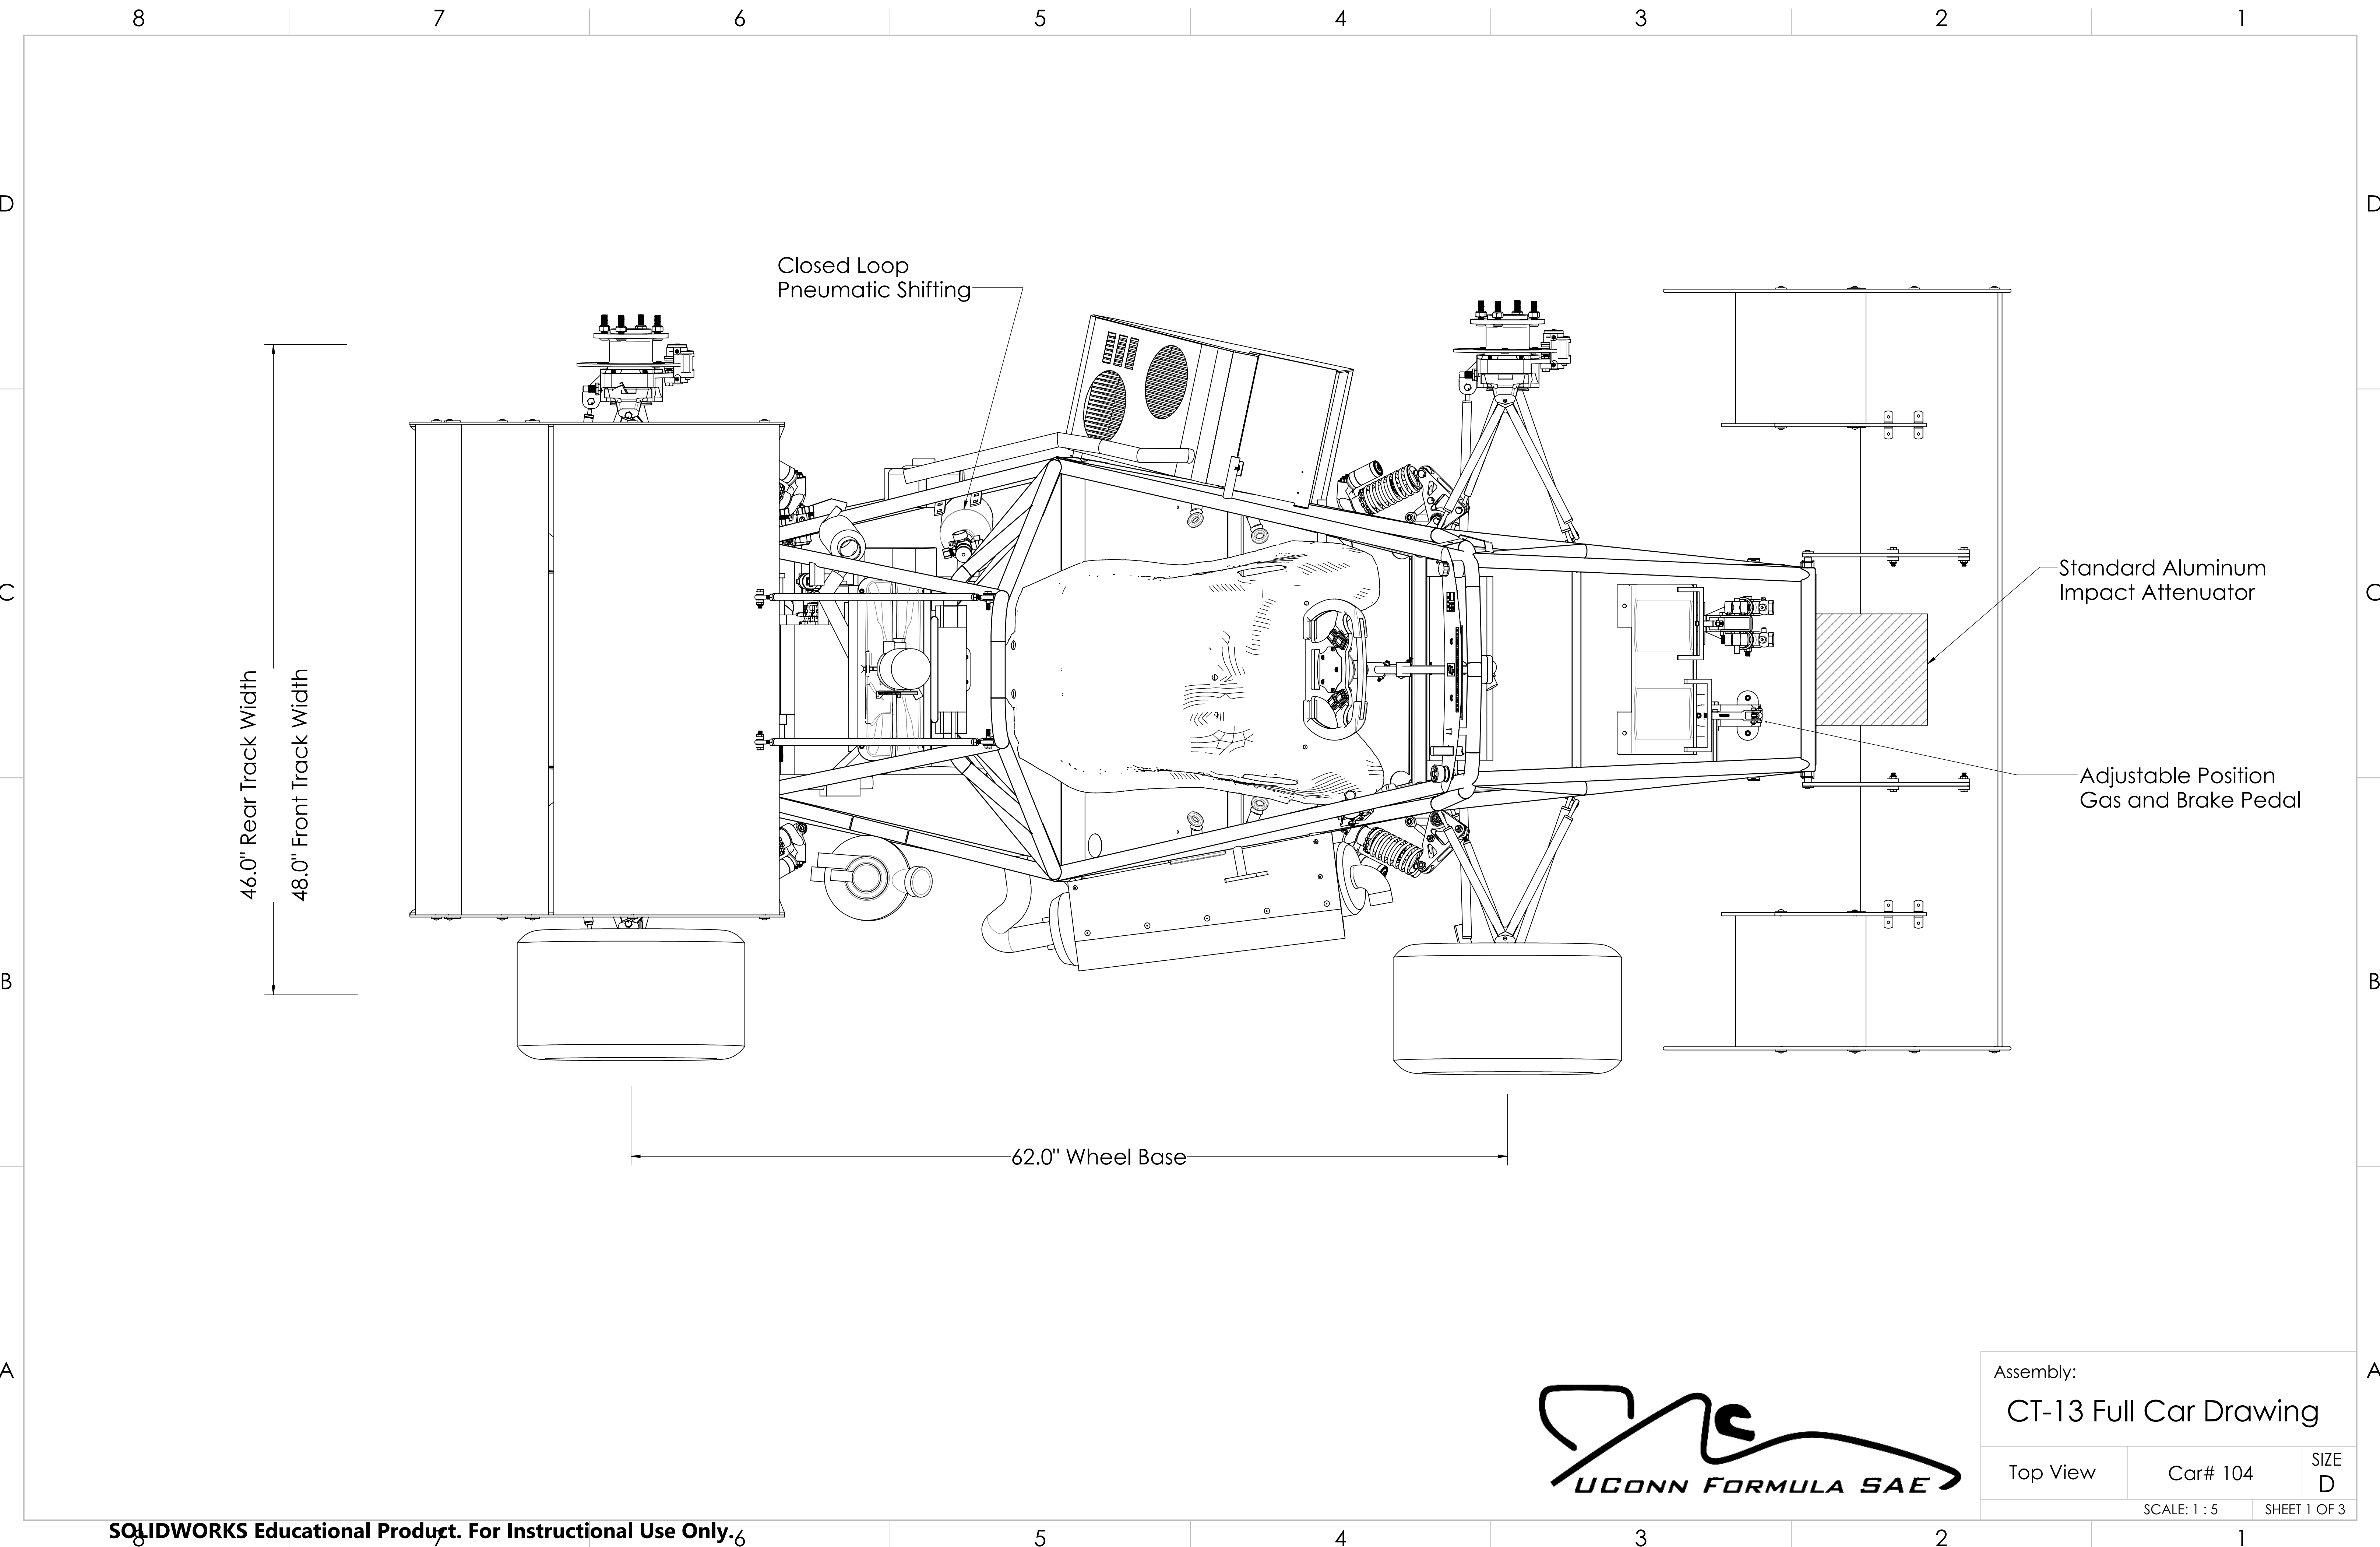 8 7 6 5 4 3 2 1
D D
Closed Loop
Pneumatic Shifting
C C
Standard Aluminum
Impact Attenuator
46.0" Rear Track Width
48.0" Front Track Width
Adjustable Position
Gas and Brake Pedal
B B
62.0" Wheel Base
A A
Assembly:
CT-13 Full Car Drawing
UCONN FORMULA SAE
Top View
Car# 104
SIZE
D
SCALE: 1 : 5
SHEET 1 OF 3
SOLIDWORKS Educational Product. For Instructional Use Only.
8 7 6 5 4 3 2 1